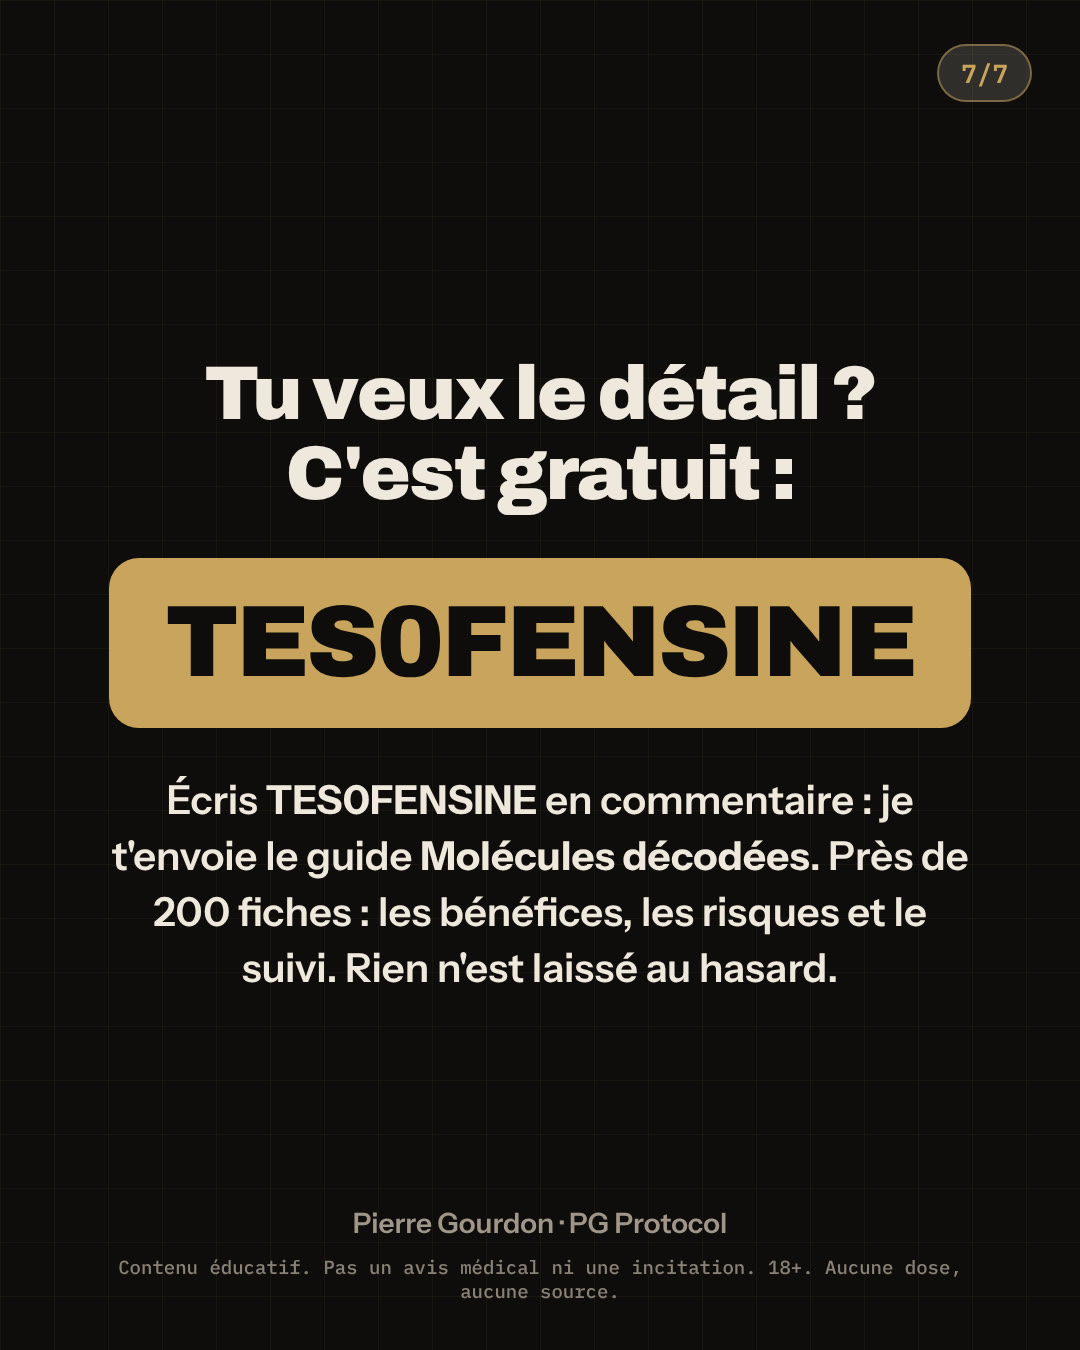 7/7
Tu veux le détail ?
C'est gratuit :
TES0FENSINE
Écris TES0FENSINE en commentaire : je
t'envoie le guide Molécules décodées. Près de
200 fiches : les bénéfices, les risques et le
suivi. Rien n'est laissé au hasard.
Pierre Gourdon · PG Protocol
Contenu éducatif. Pas un avis médical ni une incitation. 18+. Aucune dose,
aucune source.